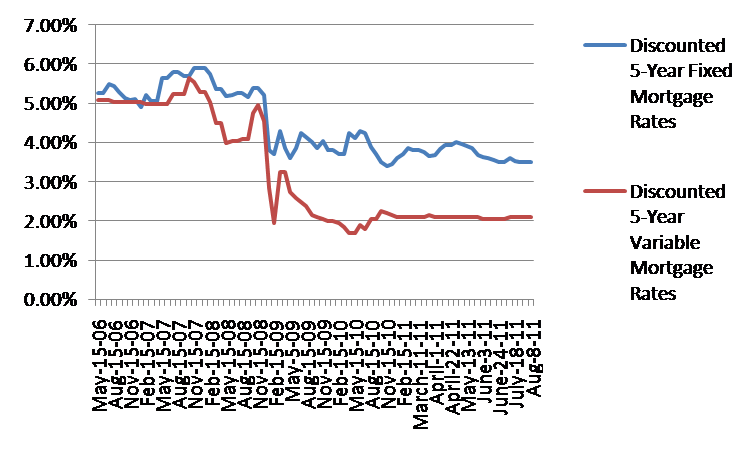 7.00%
6.00%
5.00%
4.00%
3.00%
2.00%
1.00%
0.00%
May-15-06
Aug-15-06
Nov-15-06
Feb-15-07
May-15-07
Aug-15-07
Nov-15-07
Feb-15-08
May-15-08
Aug-15-08
Nov-15-08
Feb-15-09
May-15-09
Aug-15-09
Nov-15-09
Feb-15-10
May-15-10
Aug-15-10
Nov-15-10
Feb-15-11
March-11-11
April-1-11
April-22-11
May-13-11
June-3-11
June-24-11
July-18-11
Aug-8-11
Discounted
5-Year Fixed
Mortgage
Rates
Discounted
5-Year
Variable
Mortgage
Rates